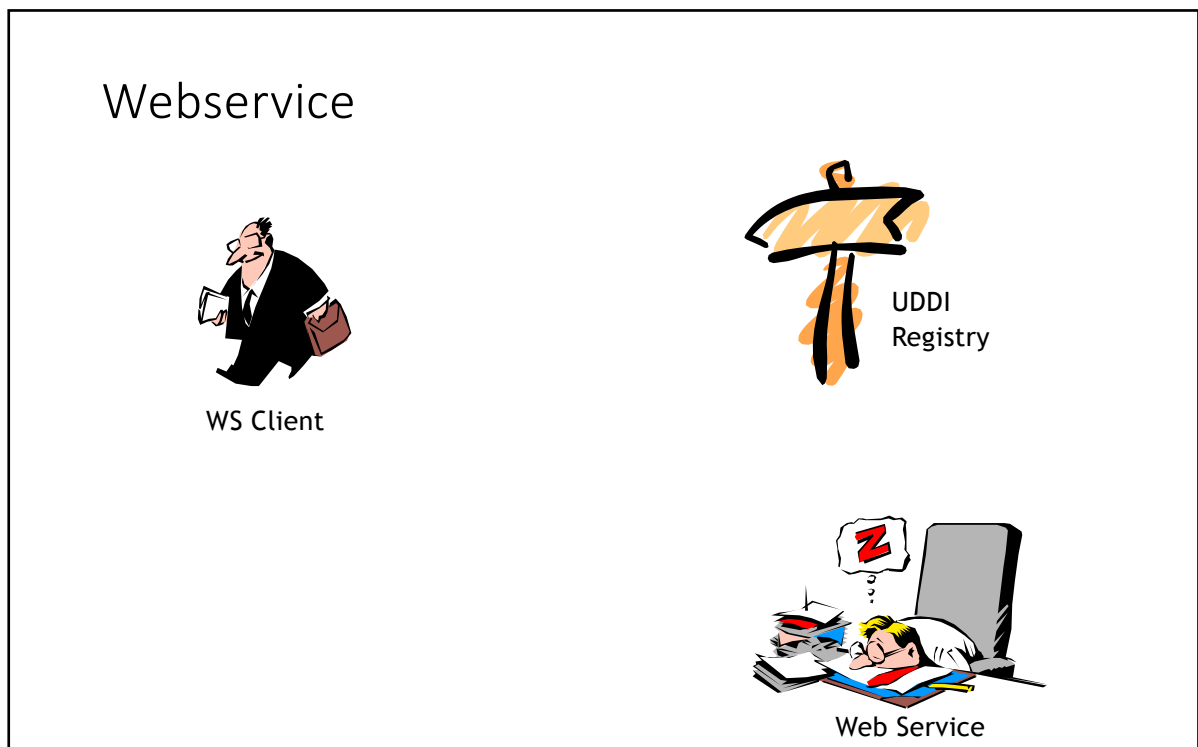 Webservice
UDDI
Registry
WS Client
Z
Web Service